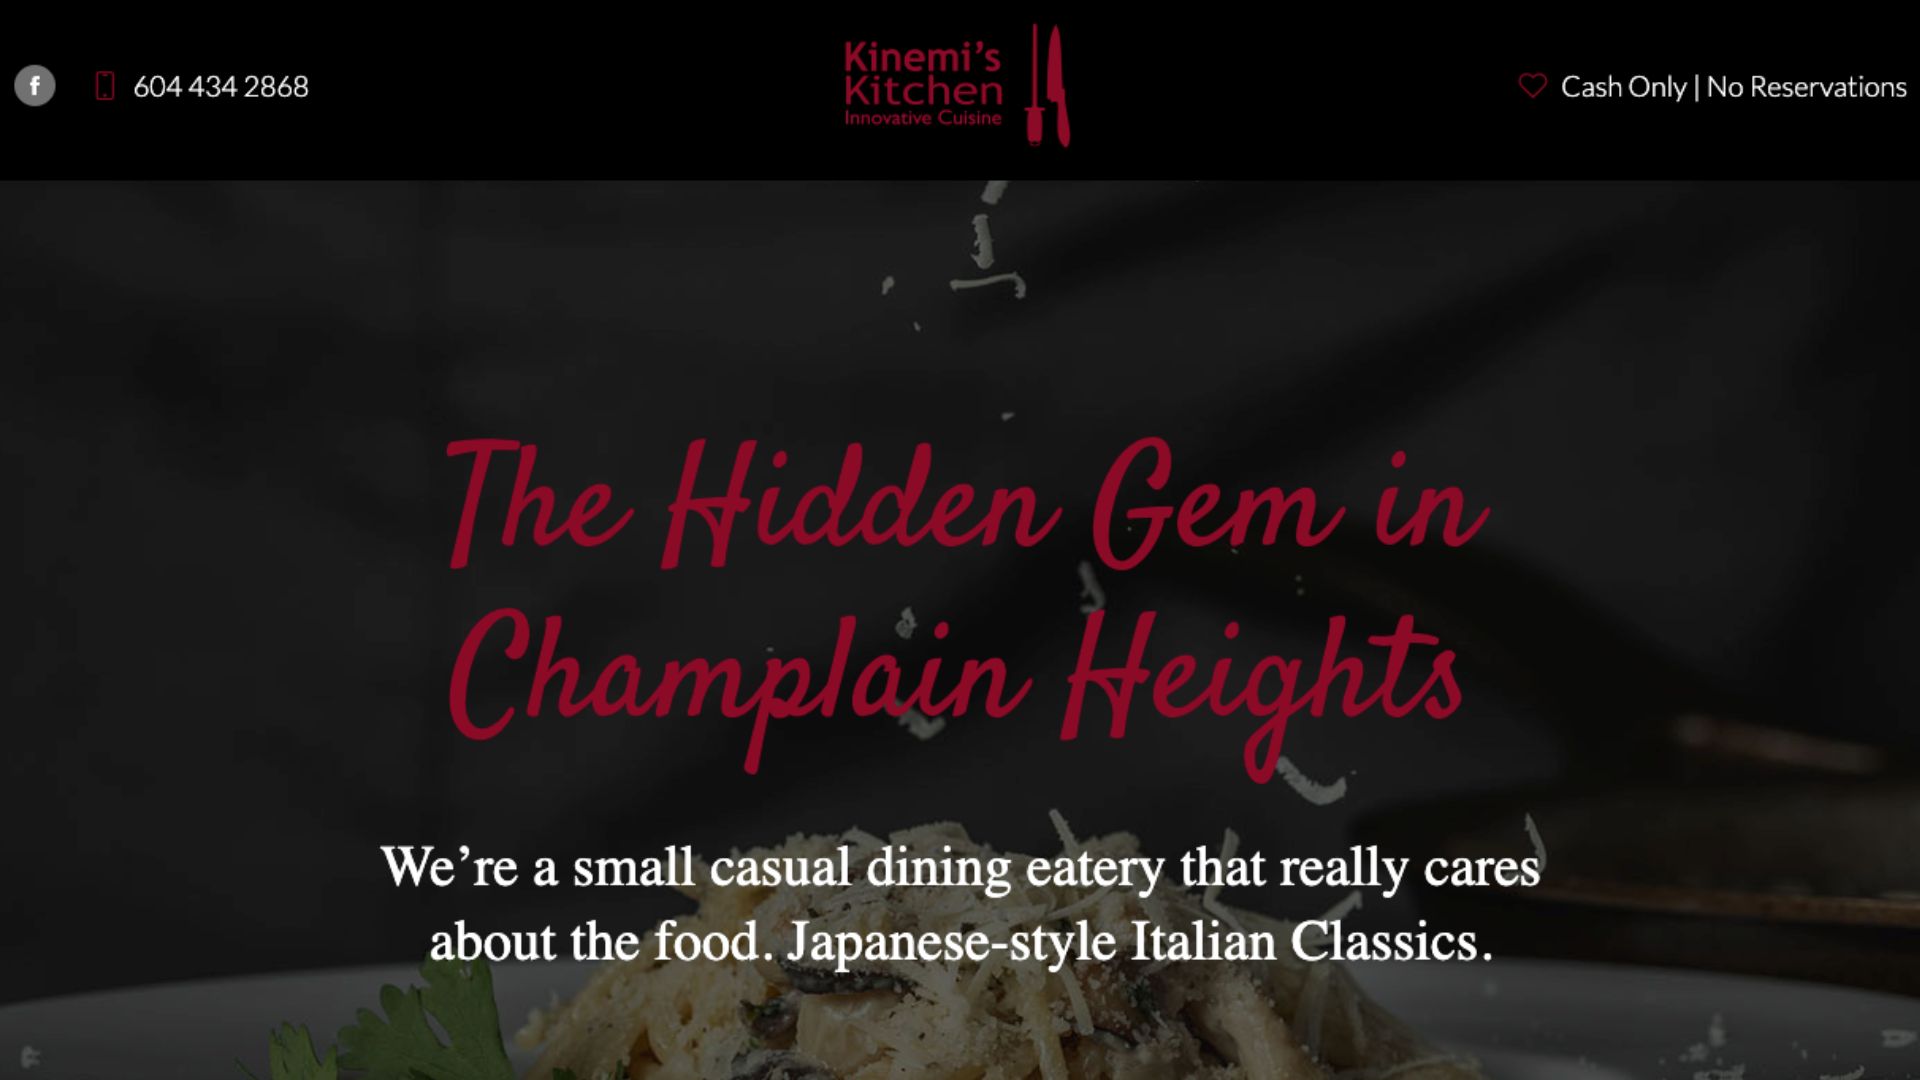 f
604 434 2868
Kinemi's
Kitchen
Innovative Cuisine
Cash Only | No Reservations
The Hidden Gem in
Champlain Heights
We’re a small casual dining eatery that really cares
about the food. Japanese-style Italian Classics.